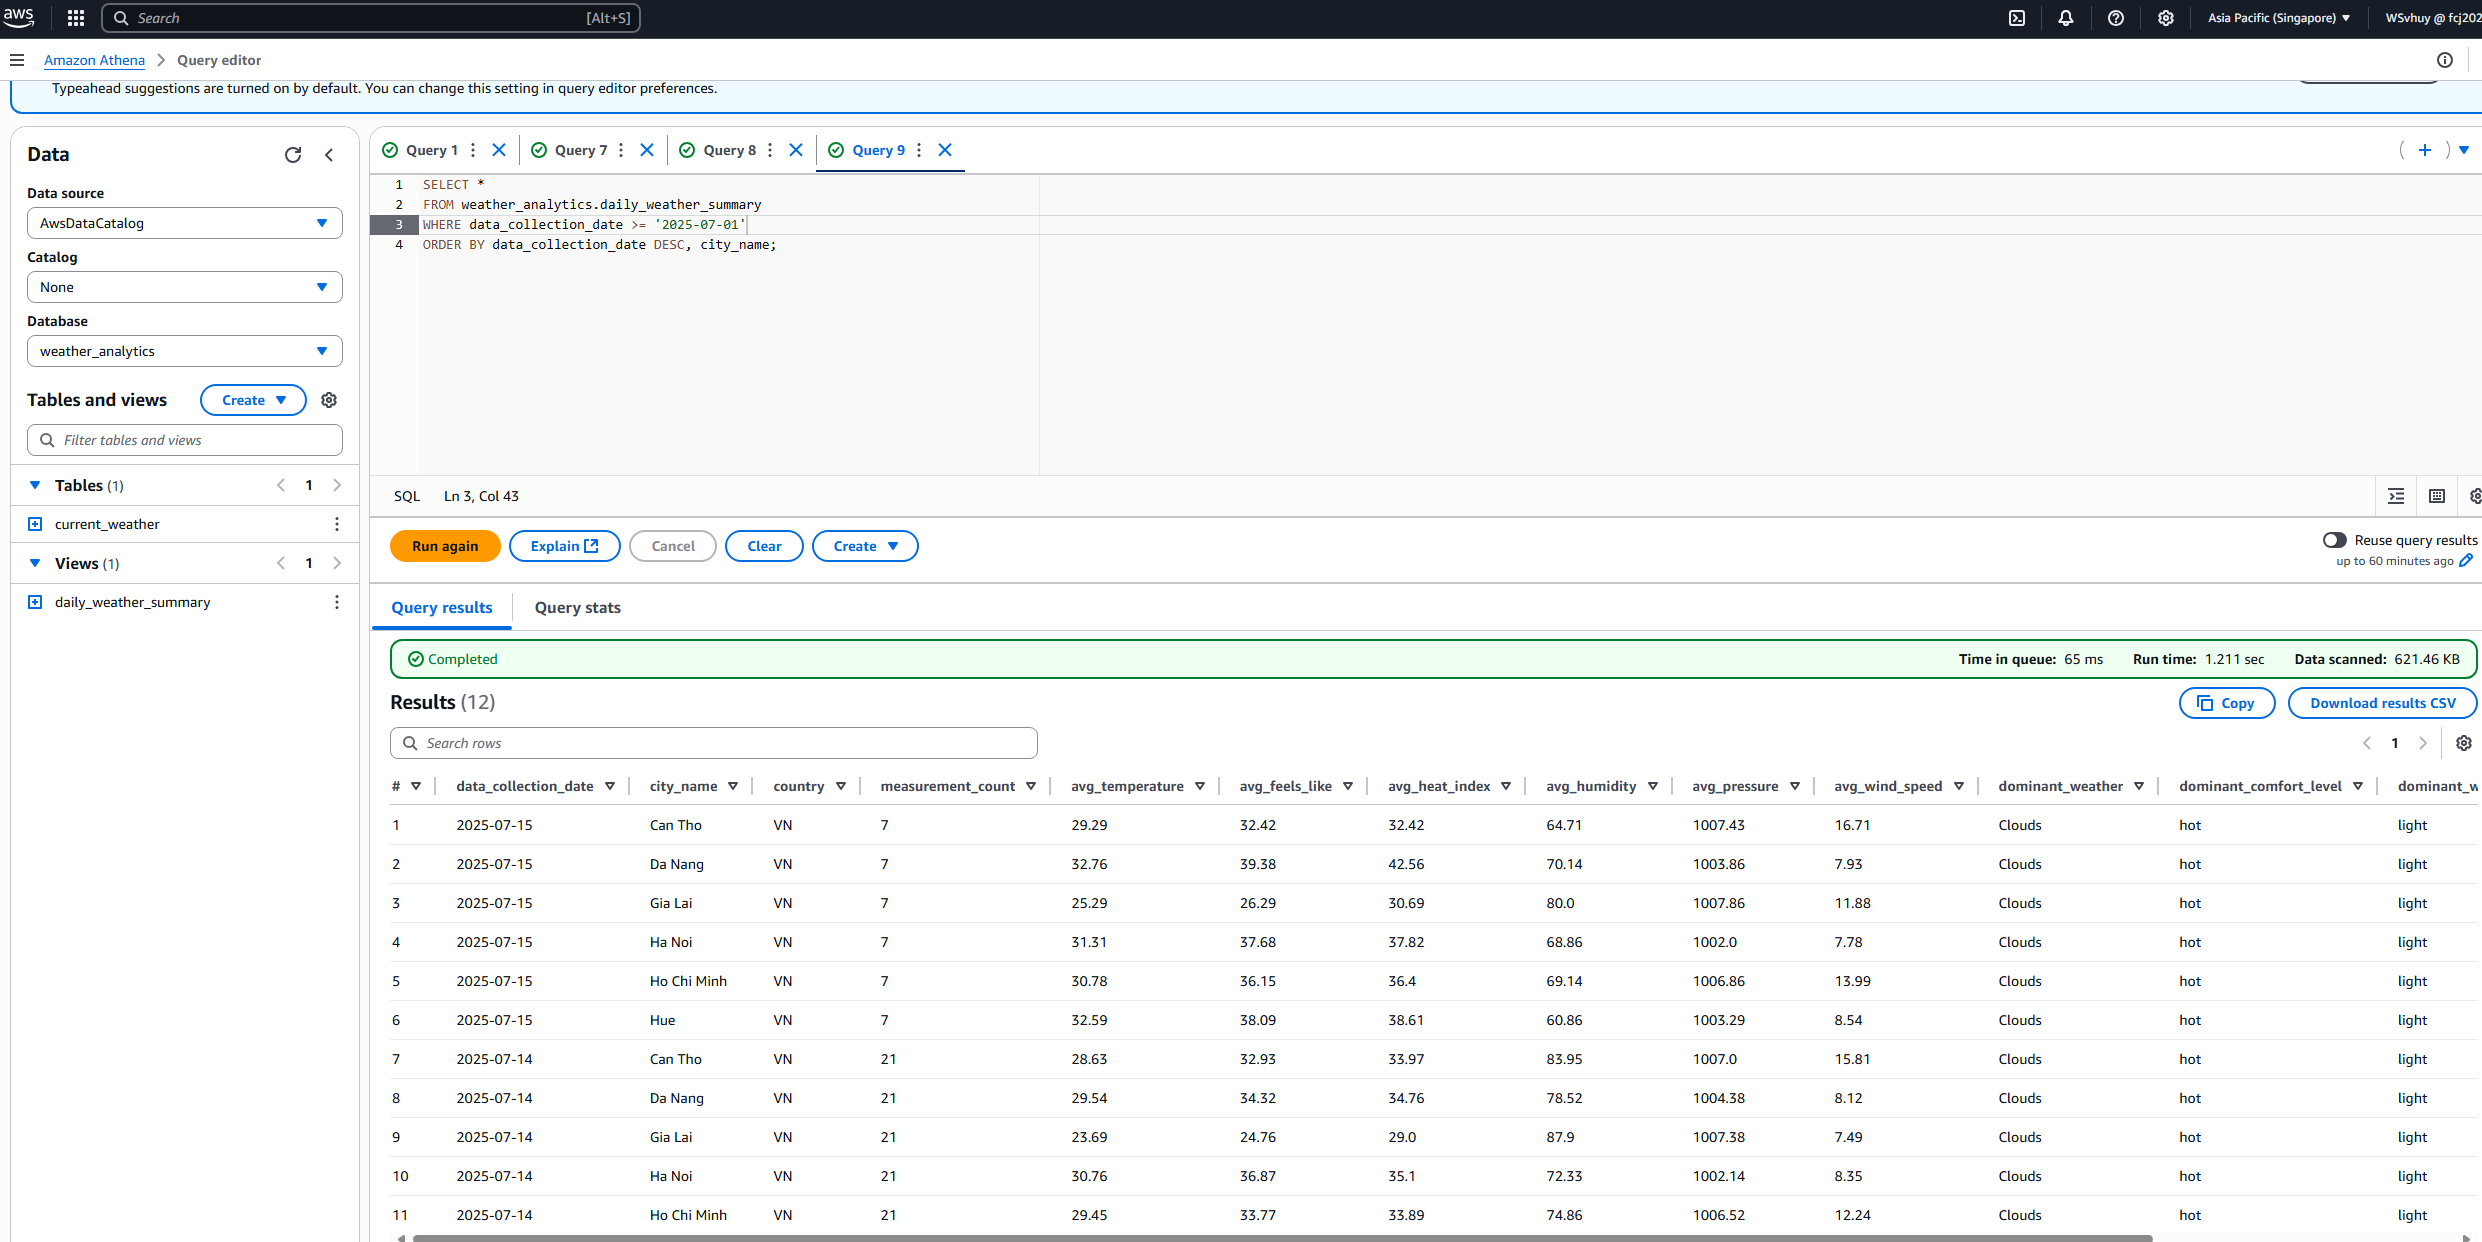 aws Search [Alt+S] Asia Pacific (Singapore) WSvhuy @ fcj202
Amazon Athena Query editor
Typeahead suggestions are turned on by default. You can change this setting in query editor preferences.
Data
Data source
AwsDataCatalog
Catalog
None
Database
weather_analytics
Tables and views Create
Filter tables and views
Tables (1) 1
current_weather
Views (1) 1
daily_weather_summary
Query 1 Query 7 Query 8 Query 9
1 SELECT *
2 FROM weather_analytics.daily_weather_summary
3 WHERE data_collection_date >= '2025-07-01'
4 ORDER BY data_collection_date DESC, city_name;
SQL Ln 3, Col 43
Run again Explain Cancel Clear Create Reuse query results
up to 60 minutes ago
Query results Query stats
Completed Time in queue: 65 ms Run time: 1.211 sec Data scanned: 621.46 KB
Results (12) Copy Download results CSV
Search rows 1
# data_collection_date city_name country measurement_count avg_temperature avg_feels_like avg_heat_index avg_humidity avg_pressure avg_wind_speed dominant_weather dominant_comfort_level dominant_w
1 2025-07-15 Can Tho VN 7 29.29 32.42 32.42 64.71 1007.43 16.71 Clouds hot light
2 2025-07-15 Da Nang VN 7 32.76 39.38 42.56 70.14 1003.86 7.93 Clouds hot light
3 2025-07-15 Gia Lai VN 7 25.29 26.29 30.69 80.0 1007.86 11.88 Clouds hot light
4 2025-07-15 Ha Noi VN 7 31.31 37.68 37.82 68.86 1002.0 7.78 Clouds hot light
5 2025-07-15 Ho Chi Minh VN 7 30.78 36.15 36.4 69.14 1006.86 13.99 Clouds hot light
6 2025-07-15 Hue VN 7 32.59 38.09 38.61 60.86 1003.29 8.54 Clouds hot light
7 2025-07-14 Can Tho VN 21 28.63 32.93 33.97 83.95 1007.0 15.81 Clouds hot light
8 2025-07-14 Da Nang VN 21 29.54 34.32 34.76 78.52 1004.38 8.12 Clouds hot light
9 2025-07-14 Gia Lai VN 21 23.69 24.76 29.0 87.9 1007.38 7.49 Clouds hot light
10 2025-07-14 Ha Noi VN 21 30.76 36.87 35.1 72.33 1002.14 8.35 Clouds hot light
11 2025-07-14 Ho Chi Minh VN 21 29.45 33.77 33.89 74.86 1006.52 12.24 Clouds hot light